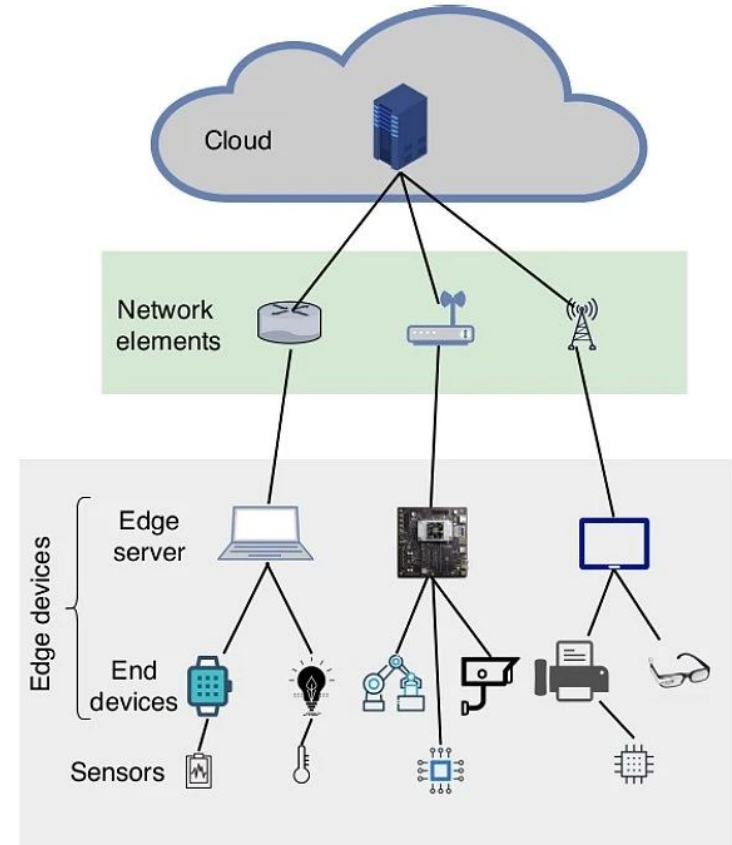 Cloud
Network
elements
Edge devices
Edge
server
End
devices
Sensors